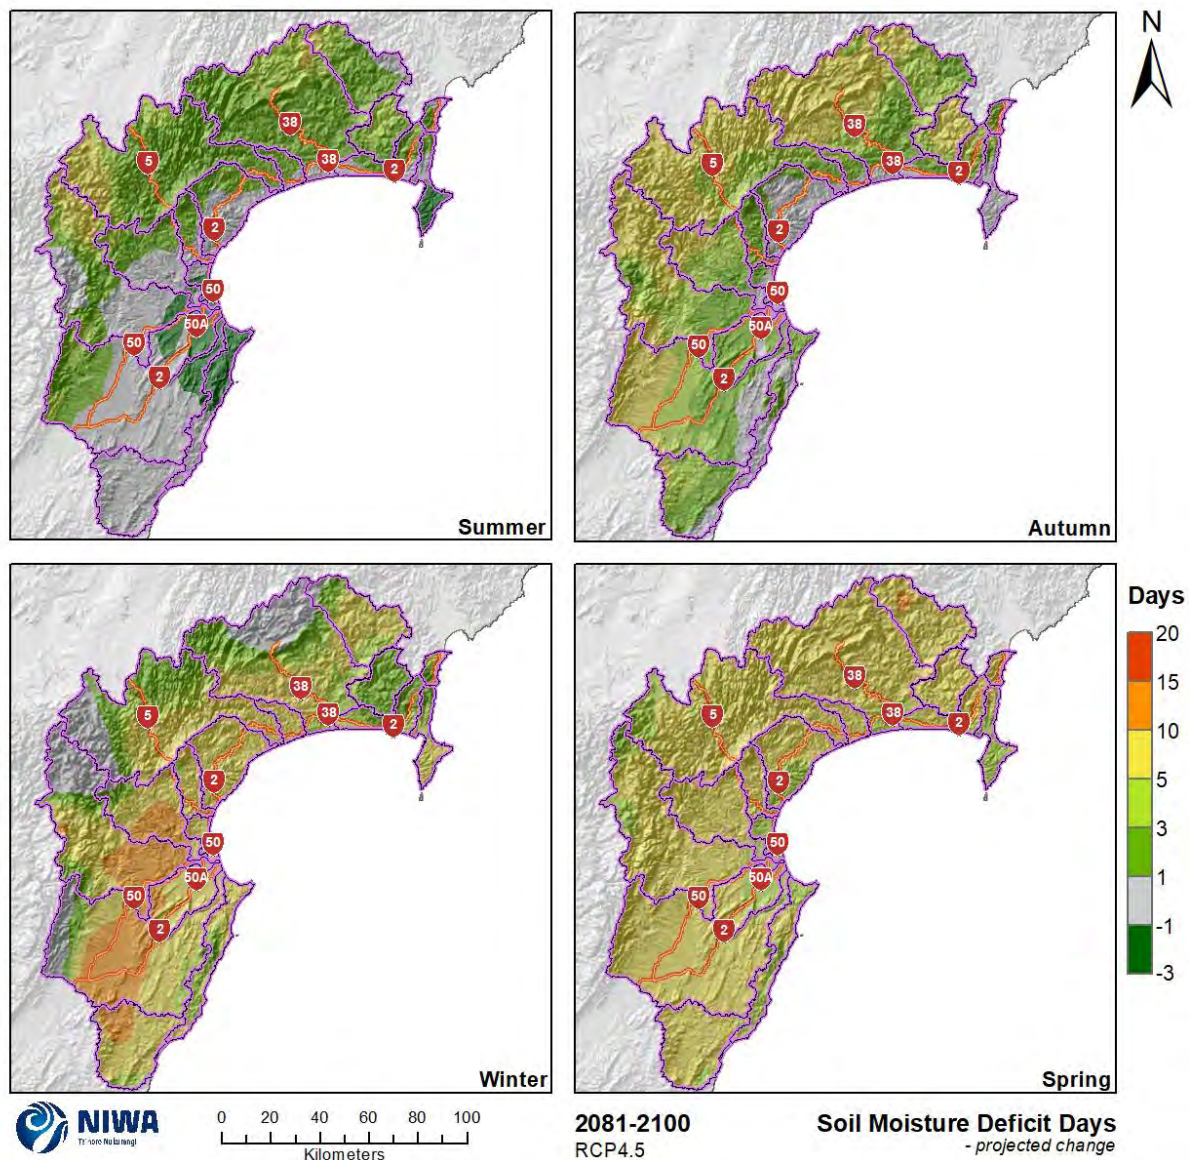 N
38
5
38
2
2
50
50A
50
2
Summer
38
5
38
2
2
50
50A
50
2
Autumn
38
5
38
2
2
50
50A
50
2
Winter
38
5
38
2
2
50
50A
50
2
Spring
Days
20
15
10
5
3
1
-1
-3
NIWA
Taihoro Nukurangi
0 20 40 60 80 100
Kilometers
2081-2100
RCP4.5
Soil Moisture Deficit Days
- projected change